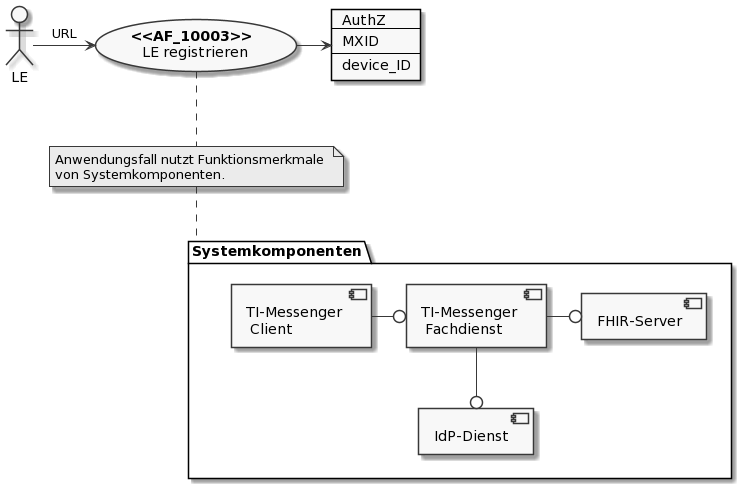 LE
URL
<<AF_10003>>
LE registrieren
AuthZ
MXID
device_ID
Anwendungsfall nutzt Funktionsmerkmale
von Systemkomponenten.
Systemkomponenten
TI-Messenger
Client
TI-Messenger
Fachdienst
FHIR-Server
IdP-Dienst